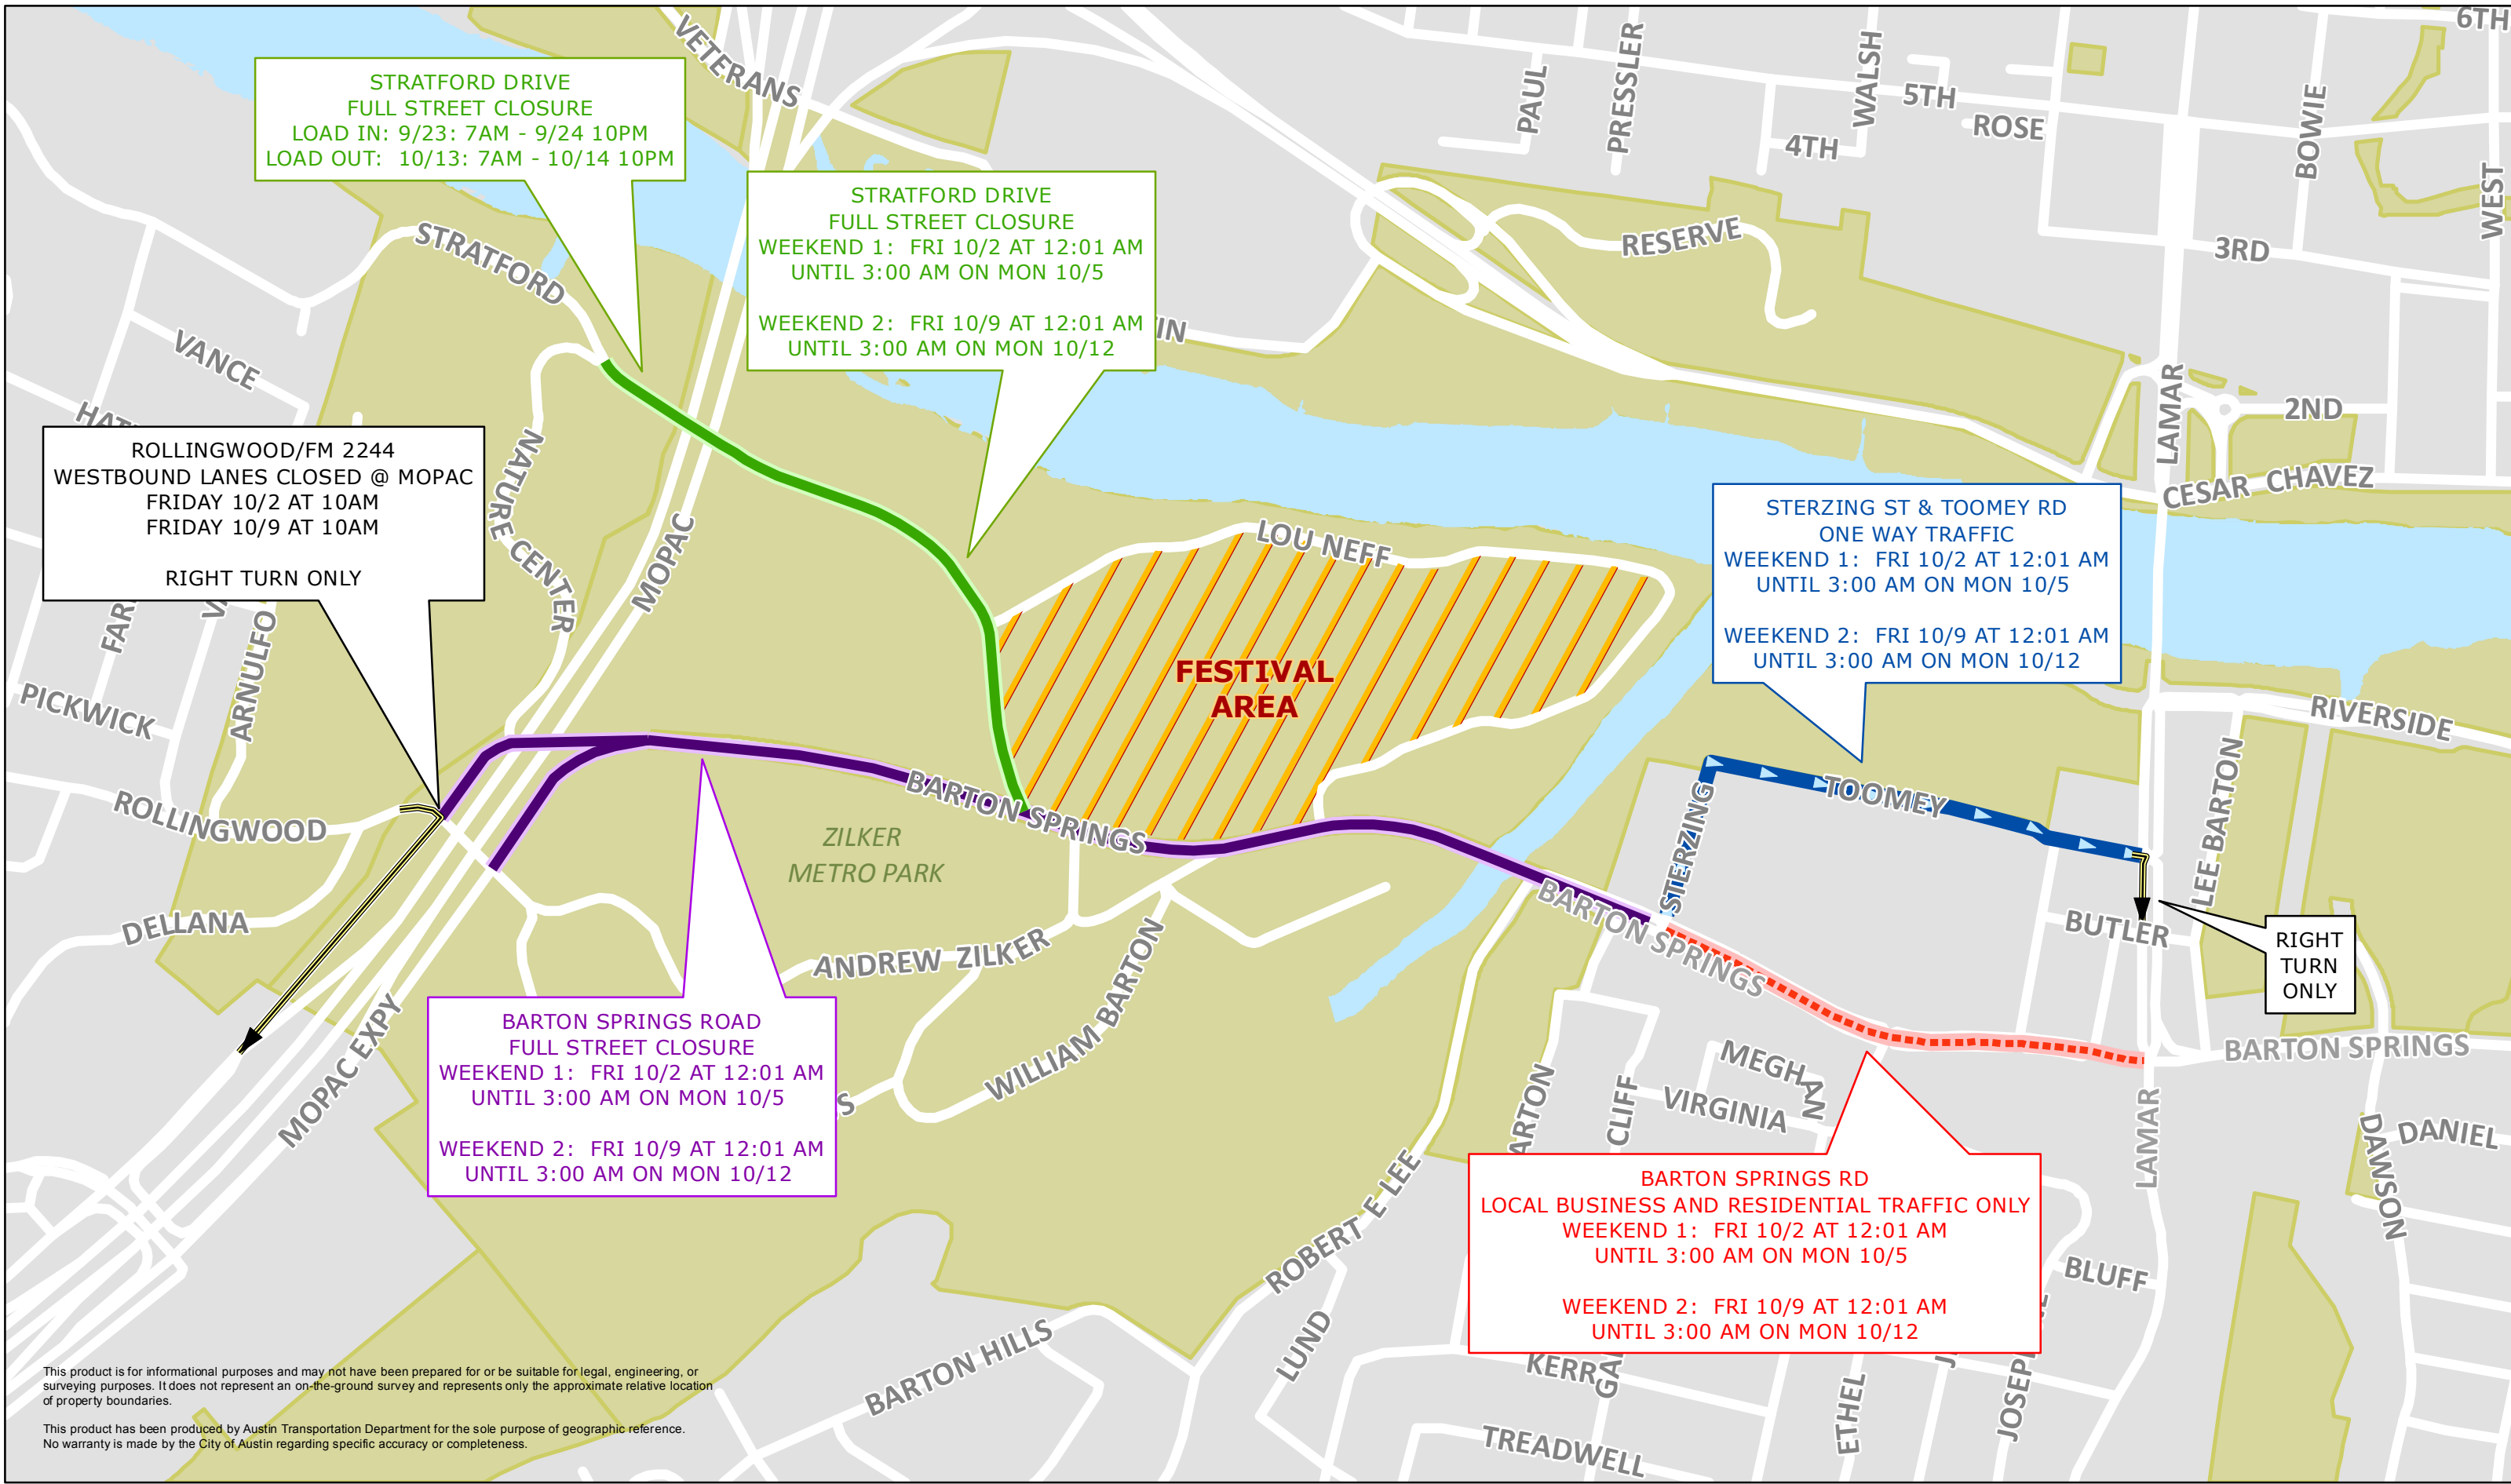 6TH
VETERANS
STRATFORD DRIVE
FULL STREET CLOSURE
LOAD IN: 9/23: 7AM - 9/24 10PM
LOAD OUT: 10/13: 7AM - 10/14 10PM
PAUL
PRESSLER
WALSH
5TH
ROSE
4TH
BOWIE
WEST
STRATFORD DRIVE
FULL STREET CLOSURE
WEEKEND 1: FRI 10/2 AT 12:01 AM
UNTIL 3:00 AM ON MON 10/5
WEEKEND 2: FRI 10/9 AT 12:01 AM
UNTIL 3:00 AM ON MON 10/12
STRATFORD
RESERVE
3RD
VANCE
2ND
LAMAR
CESAR CHAVEZ
ROLLINGWOOD/FM 2244
WESTBOUND LANES CLOSED @ MOPAC
FRIDAY 10/2 AT 10AM
FRIDAY 10/9 AT 10AM
RIGHT TURN ONLY
NATURE CENTER
MOPAC
LOU NEFF
STERZING ST & TOOMEY RD
ONE WAY TRAFFIC
WEEKEND 1: FRI 10/2 AT 12:01 AM
UNTIL 3:00 AM ON MON 10/5
WEEKEND 2: FRI 10/9 AT 12:01 AM
UNTIL 3:00 AM ON MON 10/12
ARNULFO
FESTIVAL
AREA
PICKWICK
RIVERSIDE
ROLLINGWOOD
BARTON SPRINGS
TOOMEY
STERZING
LEE BARTON
ZILKER
METRO PARK
DELLANA
BARTON SPRINGS
BUTLER
RIGHT
TURN
ONLY
ANDREW ZILKER
WILLIAM BARTON
MOPAC EXPY
BARTON SPRINGS ROAD
FULL STREET CLOSURE
WEEKEND 1: FRI 10/2 AT 12:01 AM
UNTIL 3:00 AM ON MON 10/5
WEEKEND 2: FRI 10/9 AT 12:01 AM
UNTIL 3:00 AM ON MON 10/12
BARTON SPRINGS
MEGHAN
VIRGINIA
CLIFF
LAMAR
DANIEL
DAWSON
ROBERT E LEE
BARTON SPRINGS RD
LOCAL BUSINESS AND RESIDENTIAL TRAFFIC ONLY
WEEKEND 1: FRI 10/2 AT 12:01 AM
UNTIL 3:00 AM ON MON 10/5
WEEKEND 2: FRI 10/9 AT 12:01 AM
UNTIL 3:00 AM ON MON 10/12
BLUFF
LUND
BARTON HILLS
KERR
ETHEL
TREADWELL
This product is for informational purposes and may not have been prepared for or be suitable for legal, engineering, or
surveying purposes. It does not represent an on-the-ground survey and represents only the approximate relative location
of property boundaries.
This product has been produced by Austin Transportation Department for the sole purpose of geographic reference.
No warranty is made by the City of Austin regarding specific accuracy or completeness.